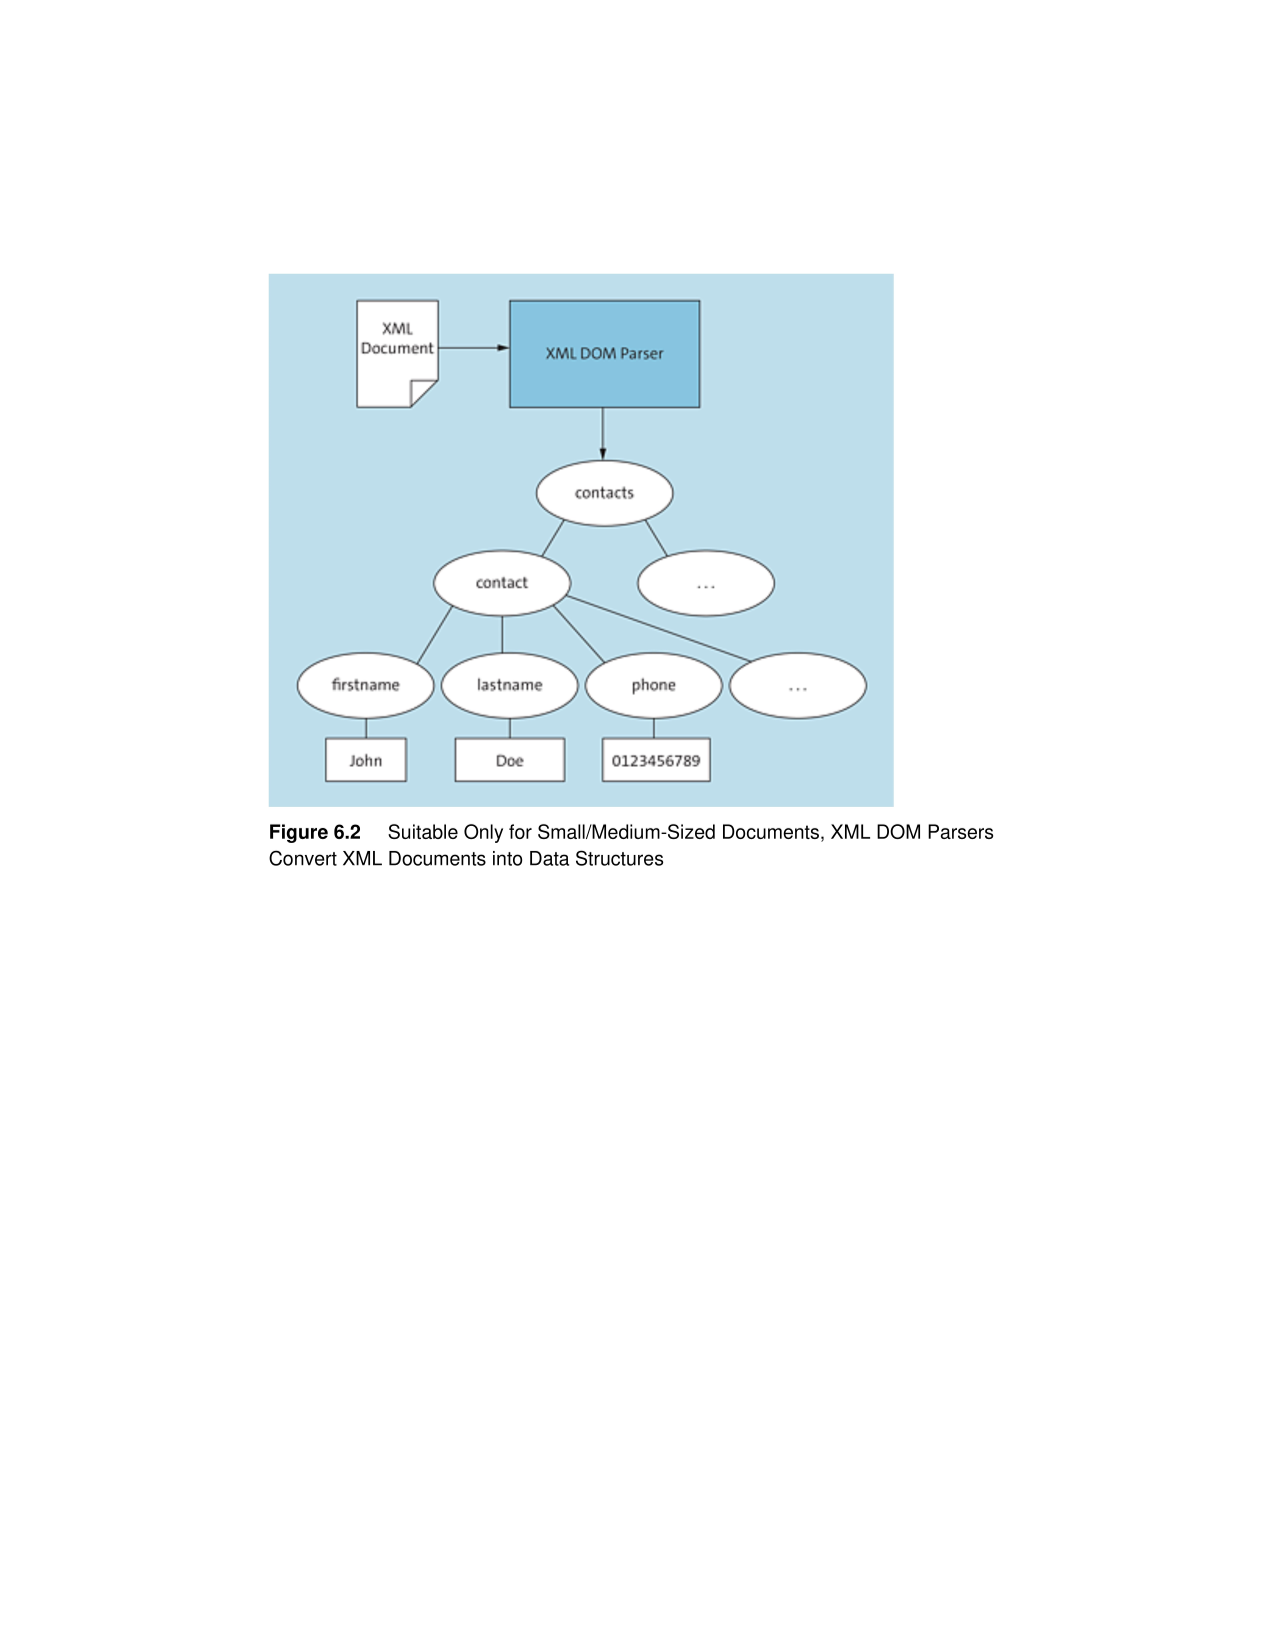 XML
Document
XML DOM Parser
contacts
contact
...
firstname
lastname
phone
...
John
Doe
0123456789
Figure 6.2 Suitable Only for Small/Medium-Sized Documents, XML DOM Parsers
Convert XML Documents into Data Structures